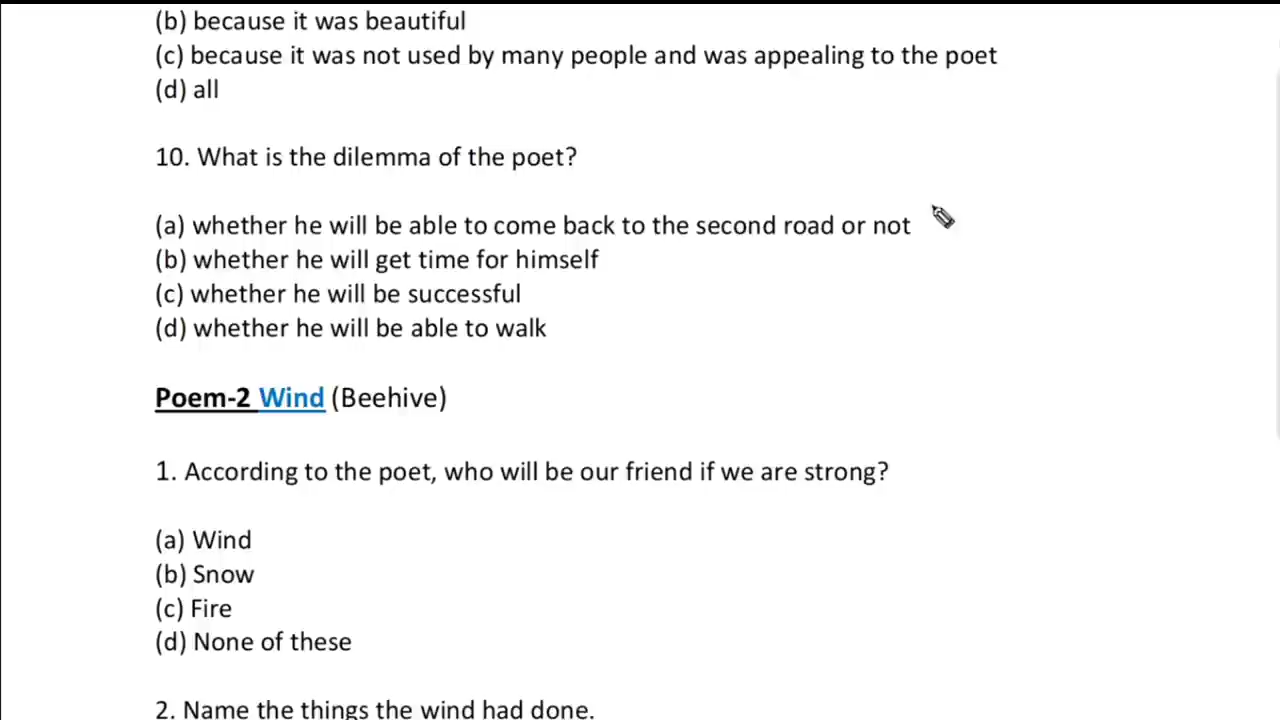 (b) because it was beautiful
(c) because it was not used by many people and was appealing to the poet
(d) all
10. What is the dilemma of the poet?
(a) whether he will be able to come back to the second road or not
(b) whether he will get time for himself
(c) whether he will be successful
(d) whether he will be able to walk
Poem-2 Wind (Beehive)
1. According to the poet, who will be our friend if we are strong?
(a) Wind
(b) Snow
(c) Fire
(d) None of these
2. Name the things the wind had done.